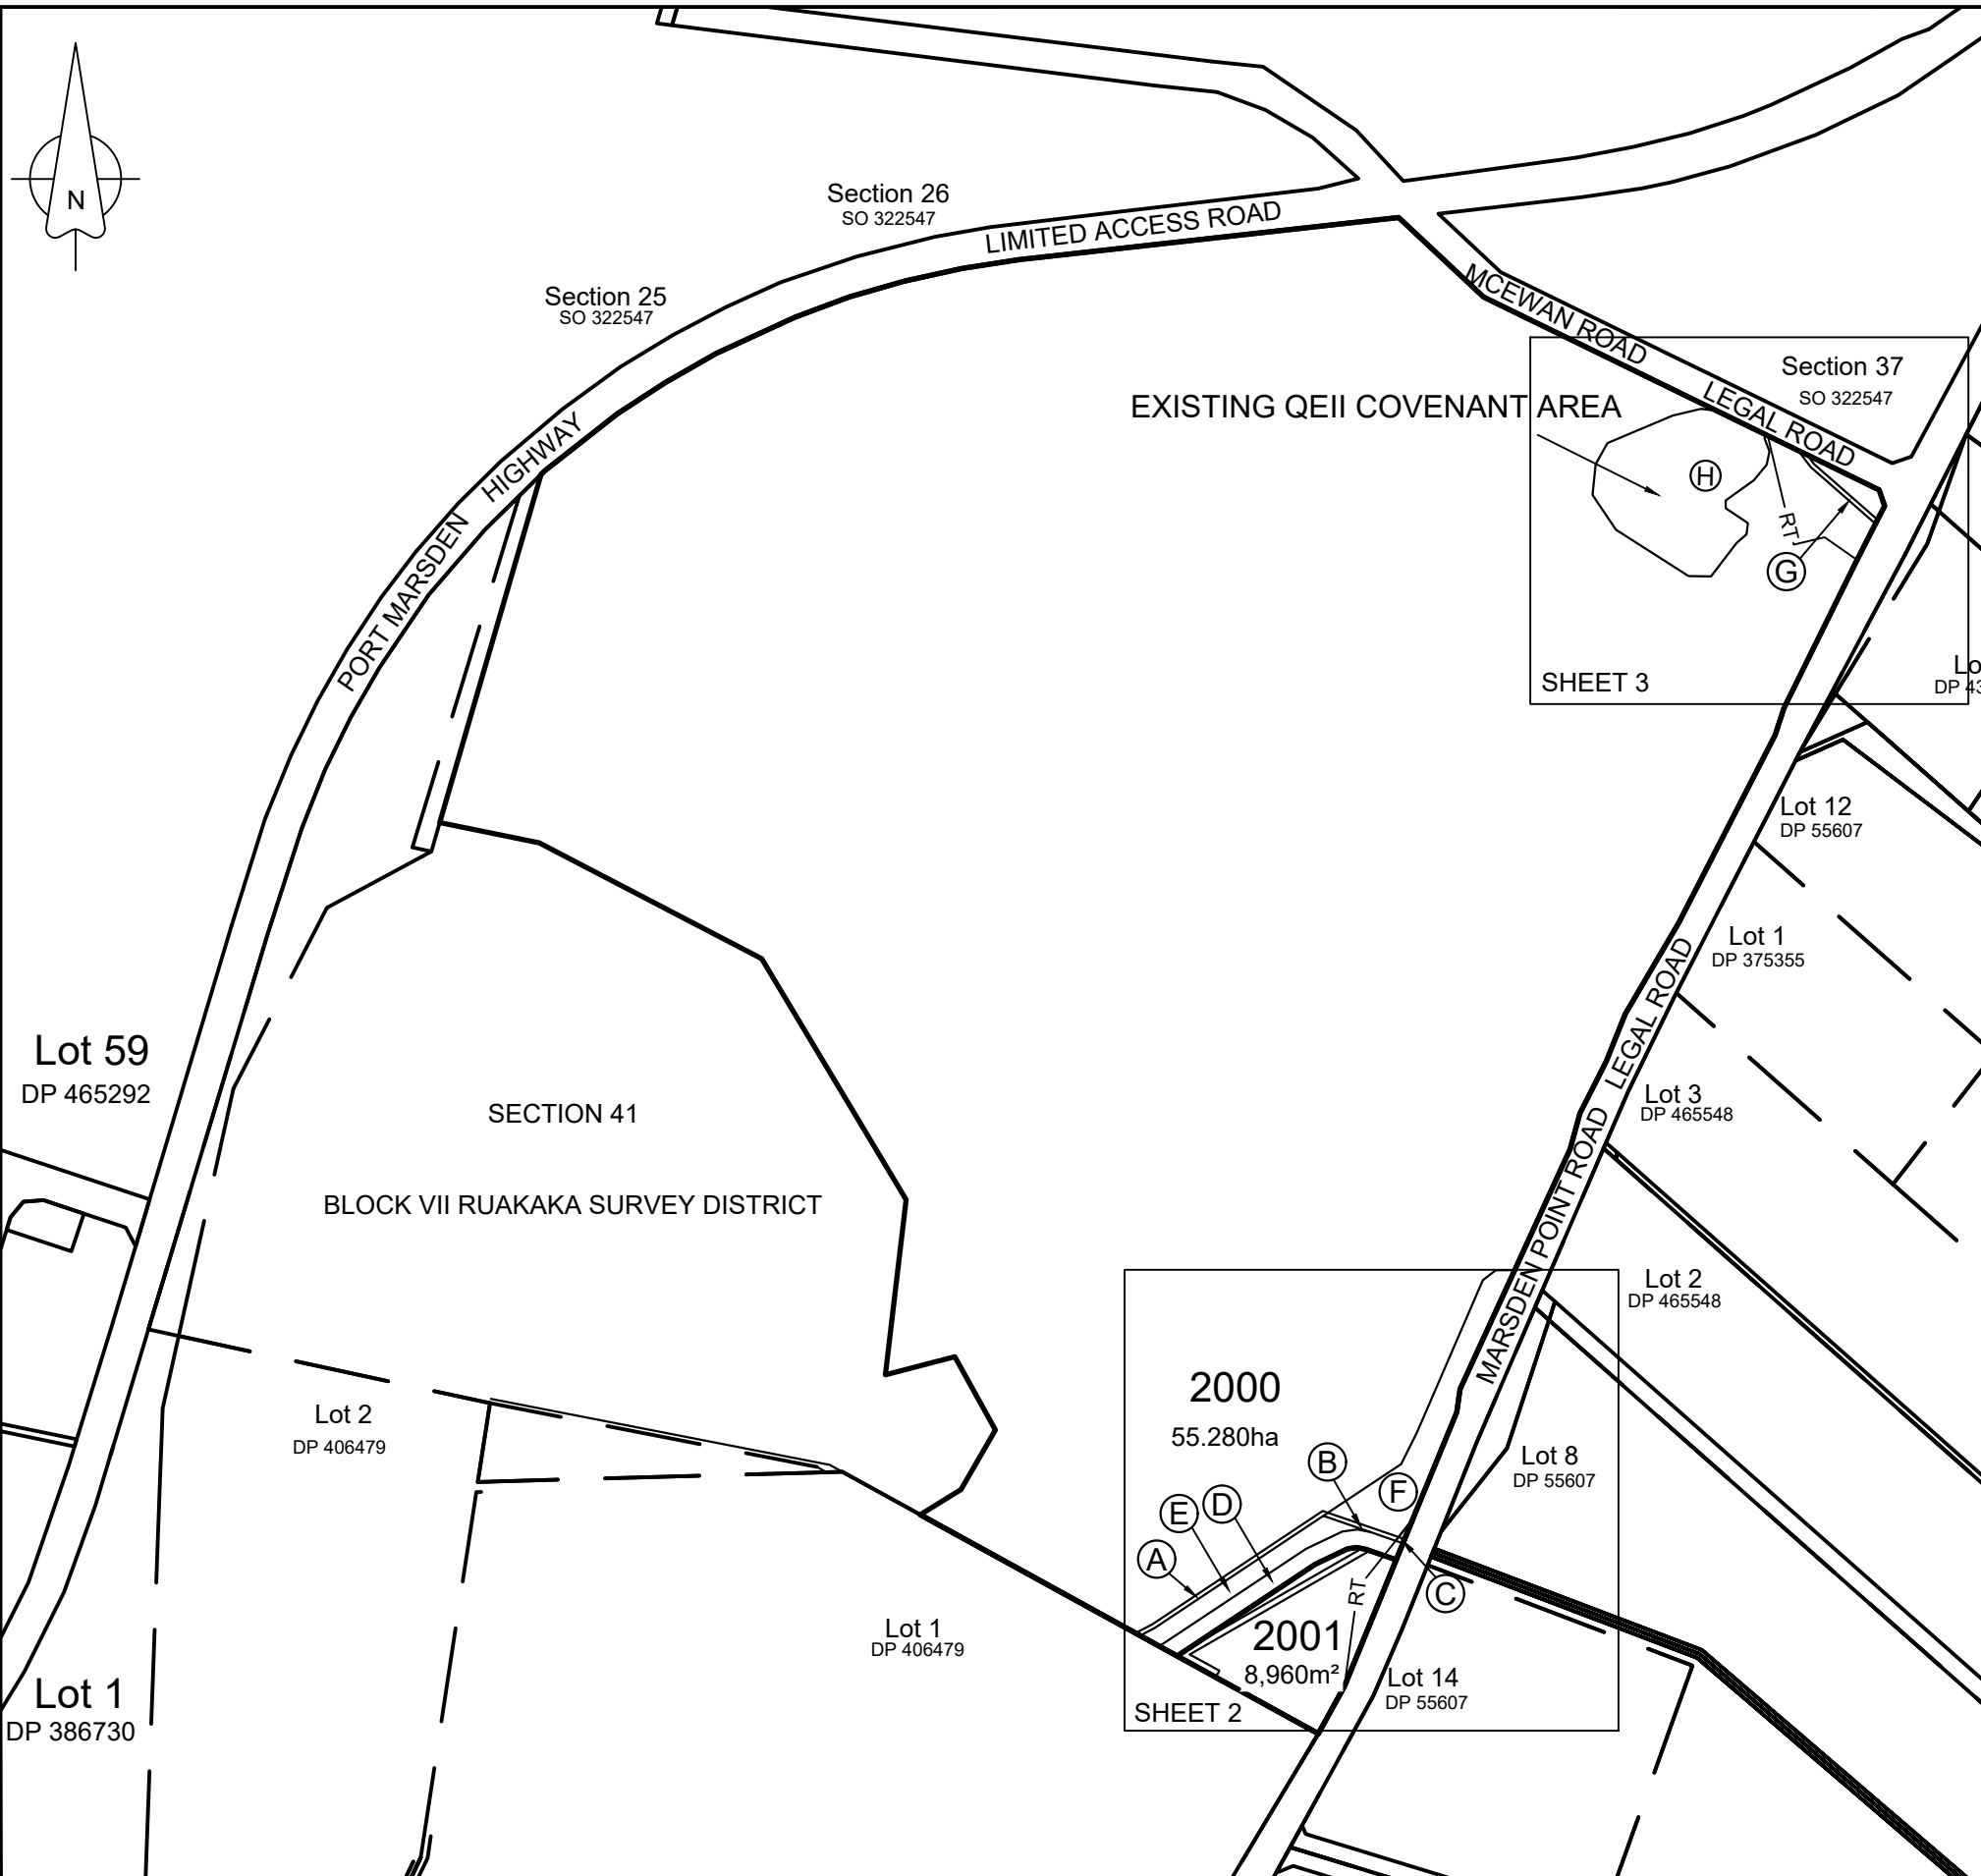 N
Section 26
SO 322547
LIMITED ACCESS ROAD
Section 25
SO 322547
MCEWAN ROAD
LEGAL ROAD
Section 37
SO 322547
EXISTING QEII COVENANT AREA
PORT MARSDEN HIGHWAY
H
RT
G
SHEET 3
Lo
DP 43
Lot 12
DP 55607
Lot 1
DP 375355
Lot 59
DP 465292
SECTION 41
BLOCK VII RUAKAKA SURVEY DISTRICT
MARSDEN POINT ROAD LEGAL ROAD
Lot 3
DP 465548
Lot 2
DP 465548
2000
55.280ha
Lot 2
DP 406479
Lot 8
DP 55607
B
F
E
D
A
C
RT
Lot 1
DP 406479
2001
8,960m²
Lot 14
DP 55607
SHEET 2
Lot 1
DP 386730